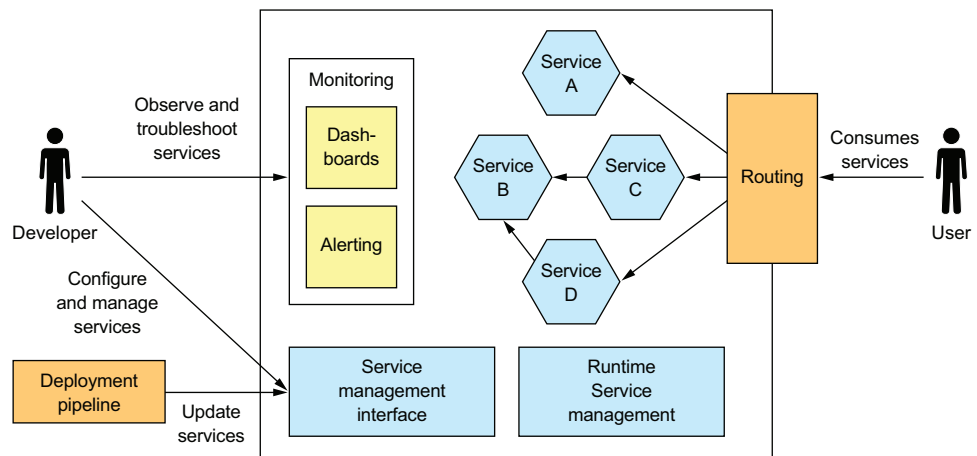 Monitoring
Dash-
boards
Alerting
Observe and
troubleshoot
services
Developer
Configure
and manage
services
Deployment
pipeline
Update
services
Service
management
interface
Runtime
Service
management
Service
A
Service
B
Service
C
Service
D
Routing
Consumes
services
User